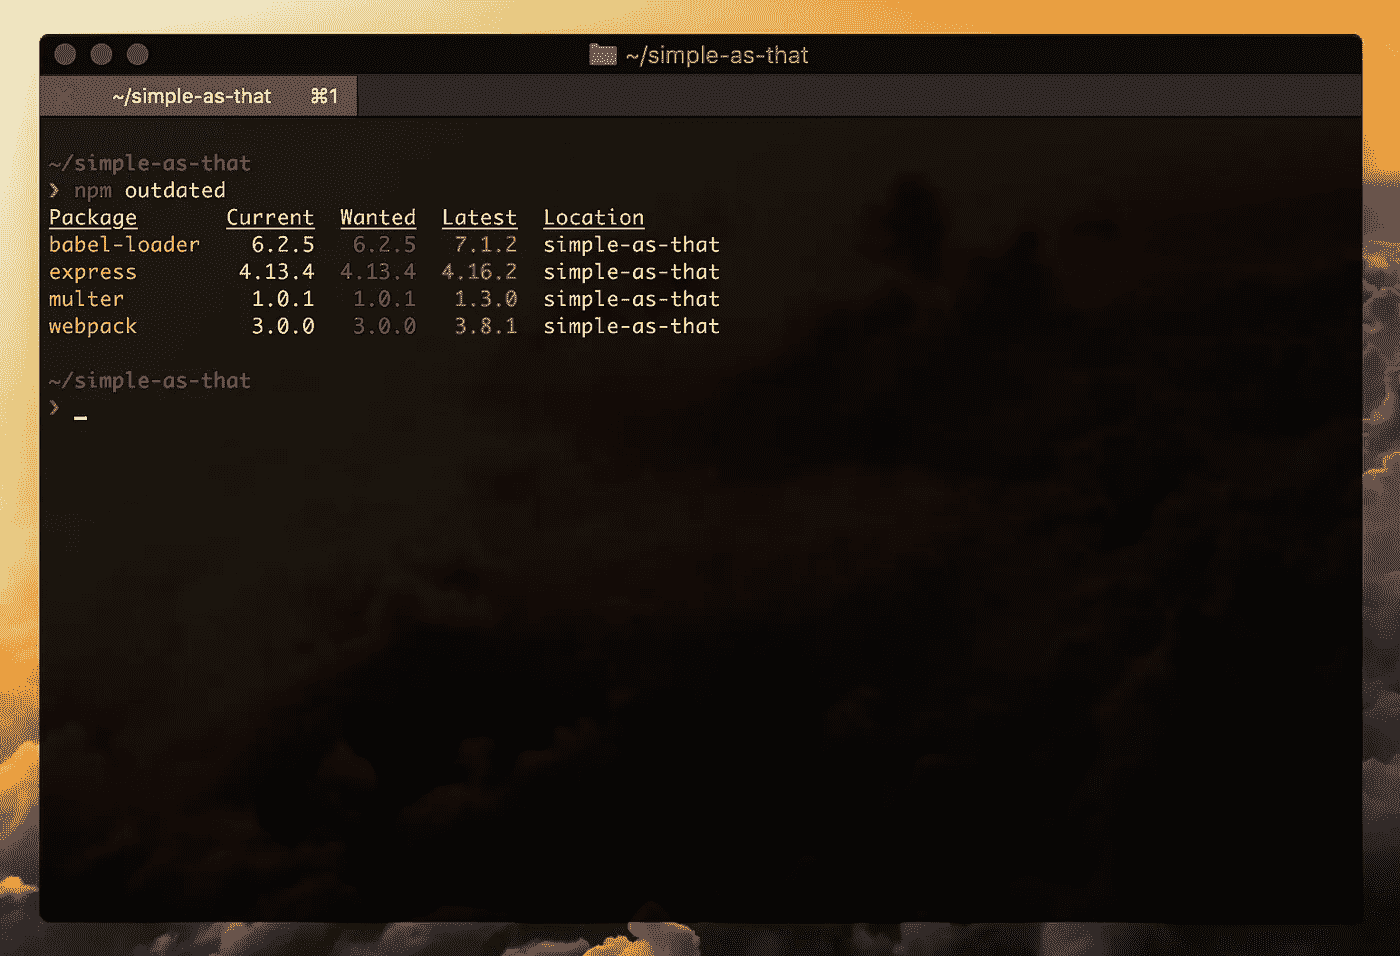 ~/simple-as-that
~/simple-as-that ⌘1
~/simple-as-that
❯ npm outdated
Package Current Wanted Latest Location
babel-loader 6.2.5 6.2.5 7.1.2 simple-as-that
express 4.13.4 4.13.4 4.16.2 simple-as-that
multer 1.0.1 1.0.1 1.3.0 simple-as-that
webpack 3.0.0 3.0.0 3.8.1 simple-as-that
~/simple-as-that
❯ _